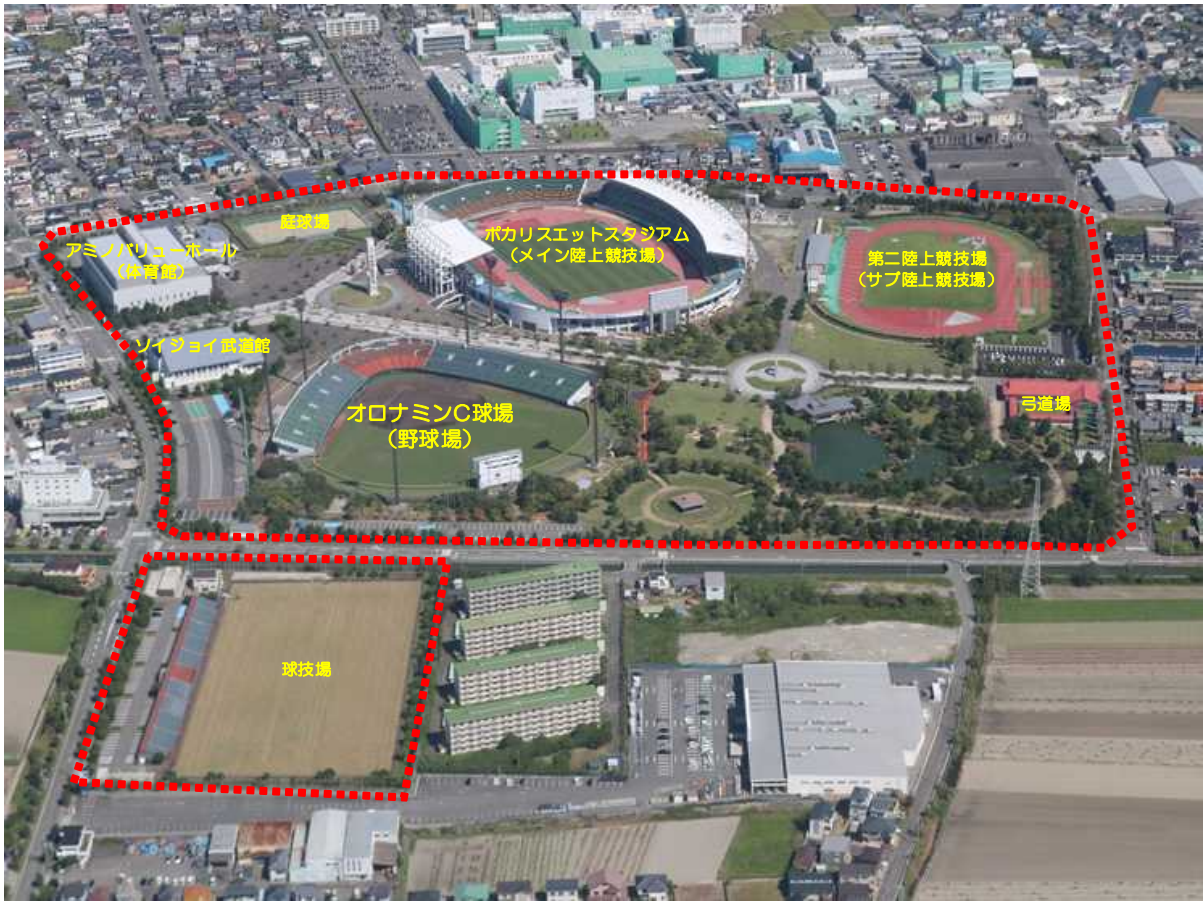 庭球場
アミノバリューホール
(体育館)
ポカリスエットスタジアム
(メイン陸上競技場)
第二陸上競技場
(サブ陸上競技場)
ソイジョイ武道館
オロナミンC球場
(野球場)
弓道場
球技場